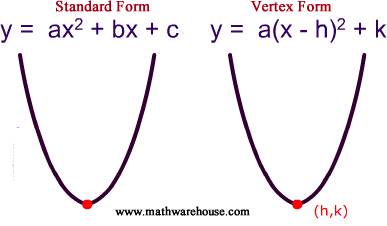 Standard Form
y = ax² + bx + c
Vertex Form
y = a(x - h)² + k
(h,k)
www.mathwarehouse.com